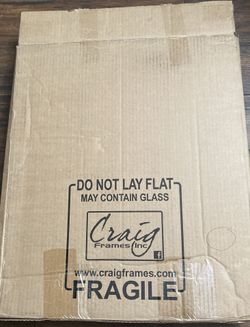 DO NOT LAY FLAT
MAY CONTAIN GLASS
Craig
Frames Inc
f
www.craigframes.com
FRAGILE